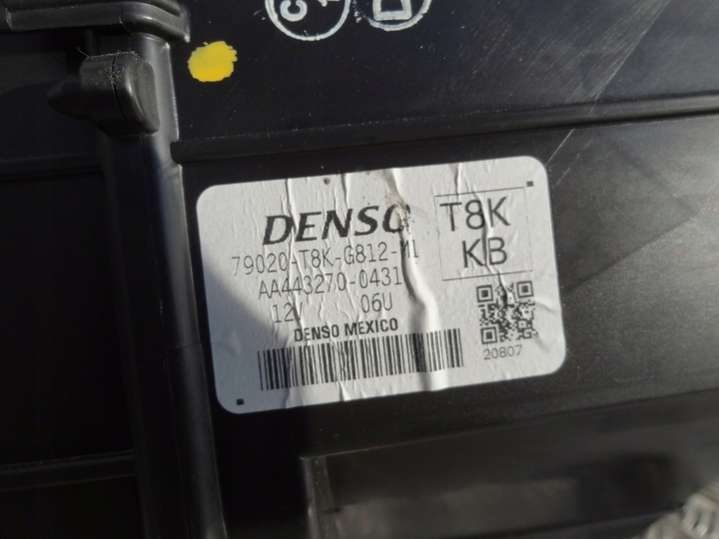 DENSO
T8K
KB
79020-T8K-G812-M1
AA443270-0431
12V 06U
DENSO MEXICO
20807